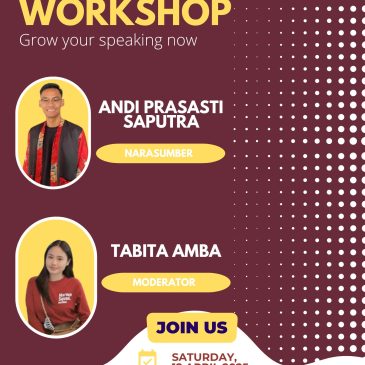 WORKSHOP
Grow your speaking now
ANDI PRASASTI
SAPUTRA
NARASUMBER
TABITA AMBA
MODERATOR
JOIN US
SATURDAY,